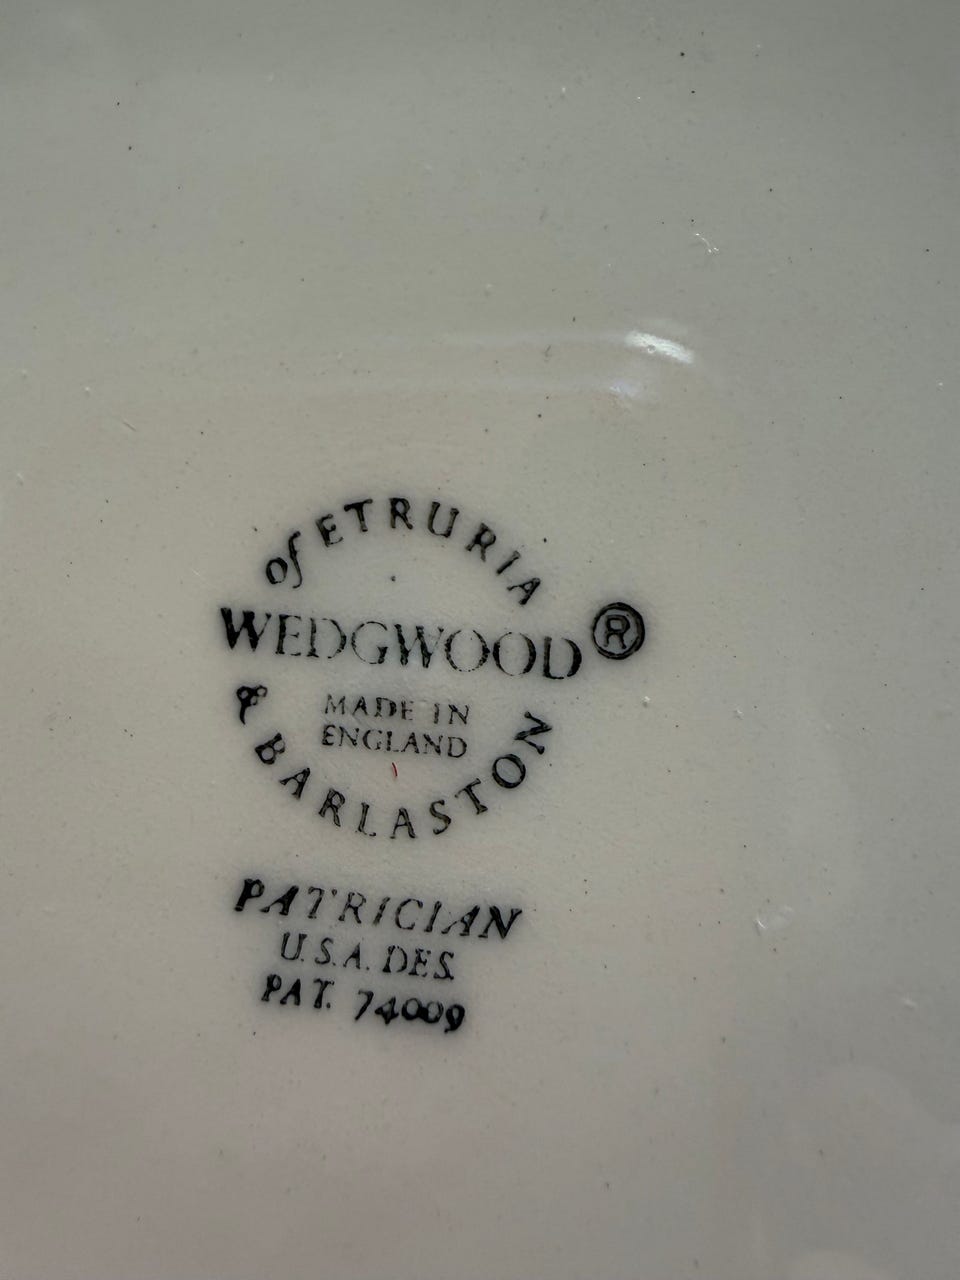 of ETRURIA
WEDGWOOD ®
MADE IN
ENGLAND
& BARLASTON
PATRICIAN
U.S.A. DES.
PAT. 74009